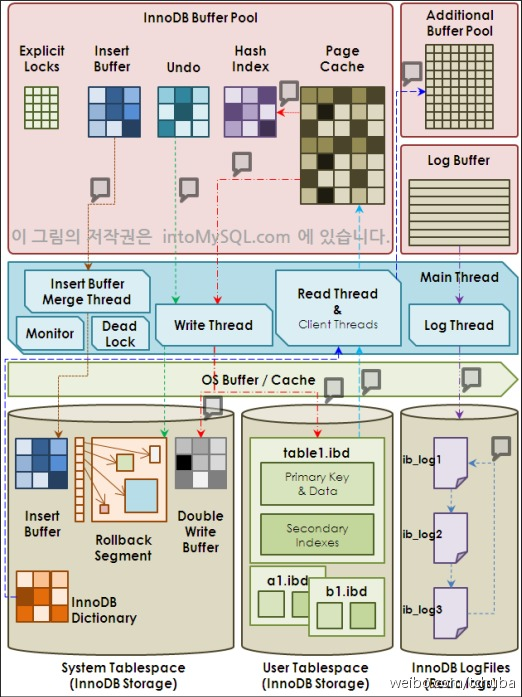 InnoDB Buffer Pool
Explicit
Locks
Insert
Buffer
Undo
Hash
Index
Page
Cache
Additional
Buffer Pool
Log Buffer
이 그림의 저작권은 intoMySQL.com 에 있습니다.
Insert Buffer
Merge Thread
Monitor
Dead
Lock
Write Thread
Read Thread
&
Client Threads
Main Thread
Log Thread
OS Buffer / Cache
Insert
Buffer
Rollback
Segment
Double
Write
Buffer
InnoDB
Dictionary
table1.ibd
Primary Key
& Data
Secondary
Indexes
a1.ibd
b1.ibd
ib_log1
ib_log2
ib_log3
System Tablespace
(InnoDB Storage)
User Tablespace
(InnoDB Storage)
InnoDB LogFiles